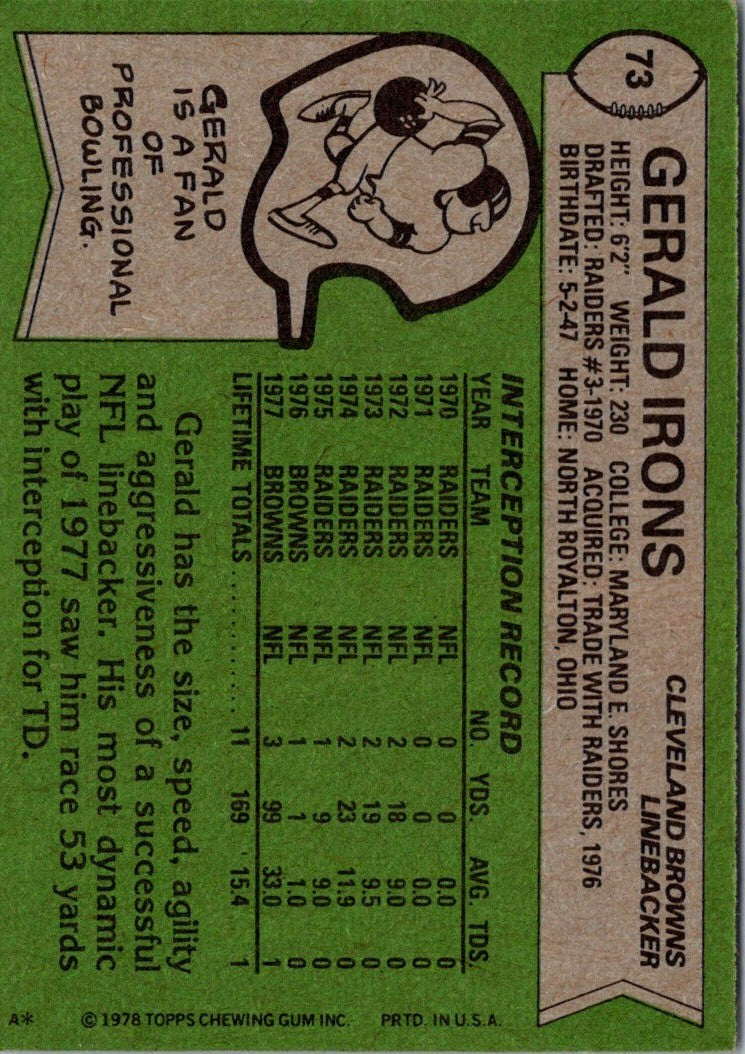 73
GERALD IRONS
CLEVELAND BROWNS
LINEBACKER
HEIGHT: 6'2" WEIGHT: 230 COLLEGE: MARYLAND E. SHORES
DRAFTED: RAIDERS #3-1970 ACQUIRED: TRADE WITH RAIDERS, 1976
BIRTHDATE: 5-2-47 HOME: NORTH ROYALTON, OHIO
GERALD
IS A FAN
OF
PROFESSIONAL
BOWLING.
INTERCEPTION RECORD
YEAR TEAM NO. YDS. AVG. TDS.
1970 RAIDERS NFL 0 0 0.0 0
1971 RAIDERS NFL 0 0 0.0 0
1972 RAIDERS NFL 2 18 9.0 0
1973 RAIDERS NFL 2 19 9.5 0
1974 RAIDERS NFL 2 23 11.9 0
1975 RAIDERS NFL 1 9 9.0 0
1976 BROWNS NFL 1 1 1.0 0
1977 BROWNS NFL 3 99 33.0 1
LIFETIME TOTALS .......... 11 169 15.4 1
Gerald has the size, speed, agility
and aggressiveness of a successful
NFL linebacker. His most dynamic
play of 1977 saw him race 53 yards
with interception for TD.
A* © 1978 TOPPS CHEWING GUM INC. PRTD. IN U.S.A.